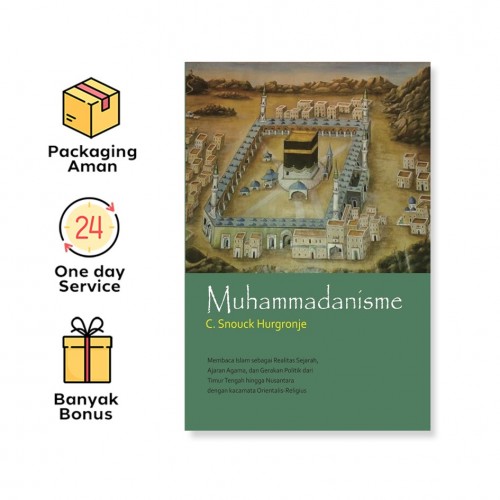 Packaging
Aman
24
One day
Service
Banyak
Bonus
Muhammadanisme
C. Snouck Hurgronje
Membaca Islam sebagai Realitas Sejarah,
Ajaran Agama, dan Gerakan Politik dari
Timur Tengah hingga Nusantara
dengan kacamata Orientalis-Religius